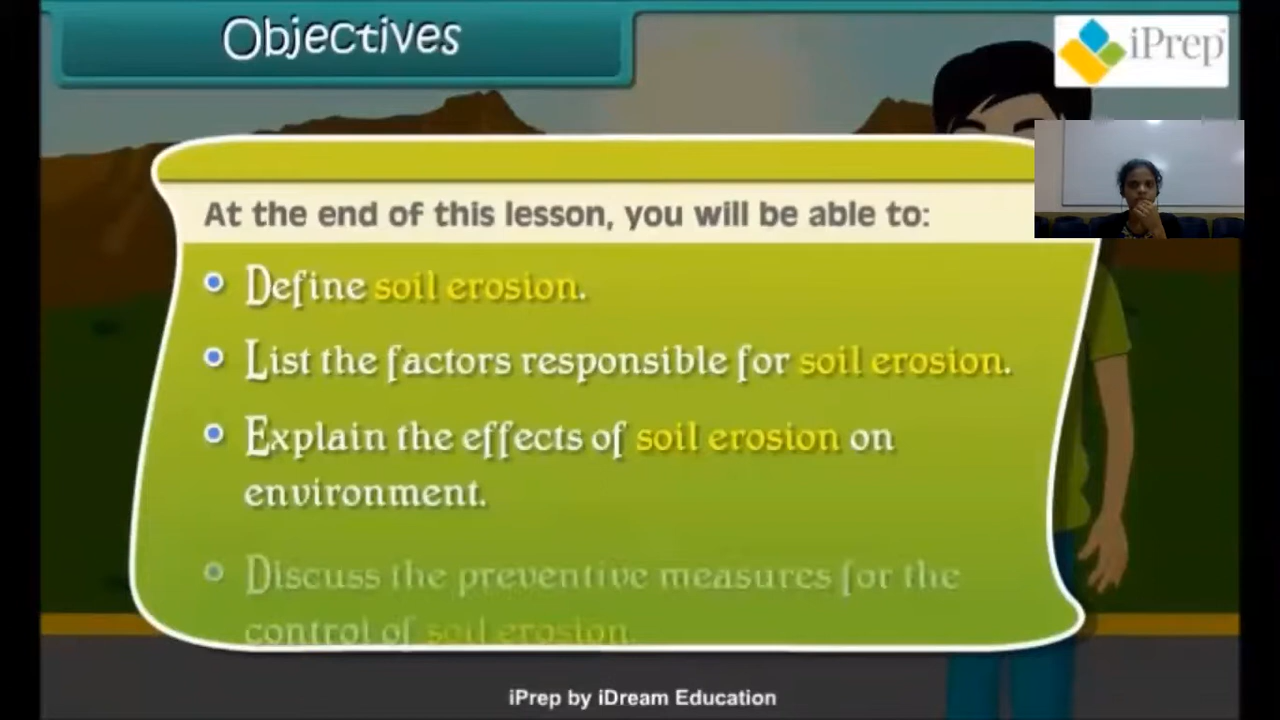 Objectives
iPrep
At the end of this lesson, you will be able to:
Define soil erosion.
List the factors responsible for soil erosion.
Explain the effects of soil erosion on
environment.
Discuss the preventive measures for the
control of soil erosion.
iPrep by iDream Education